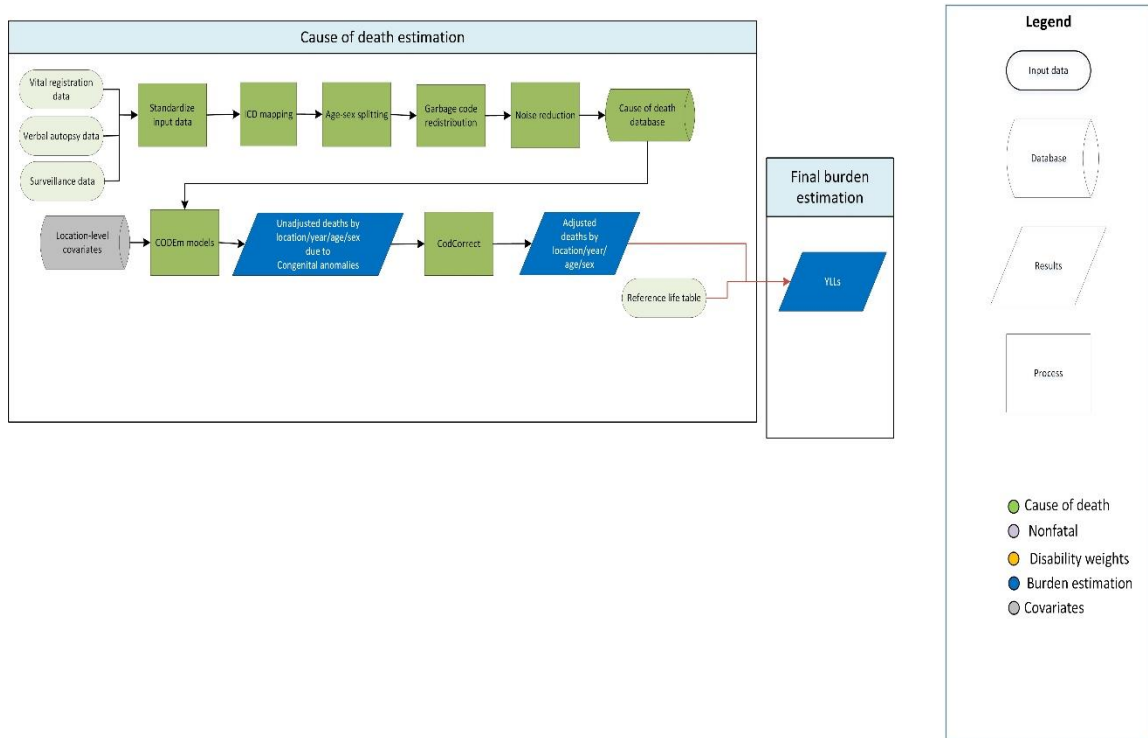 Cause of death estimation
Vital registration
data
Verbal autopsy data
Surveillance data
Standardize
input data
ICD mapping
Age-sex splitting
Garbage code
redistribution
Noise reduction
Cause of death
database
Location-level
covariates
CODEm models
Unadjusted deaths by
location/year/age/sex
due to
Congenital anomalies
CodCorrect
Adjusted
deaths by
location/year/
age/sex
Reference life table
Final burden
estimation
YLLs
Legend
Input data
Database
Results
Process
Cause of death
Nonfatal
Disability weights
Burden estimation
Covariates